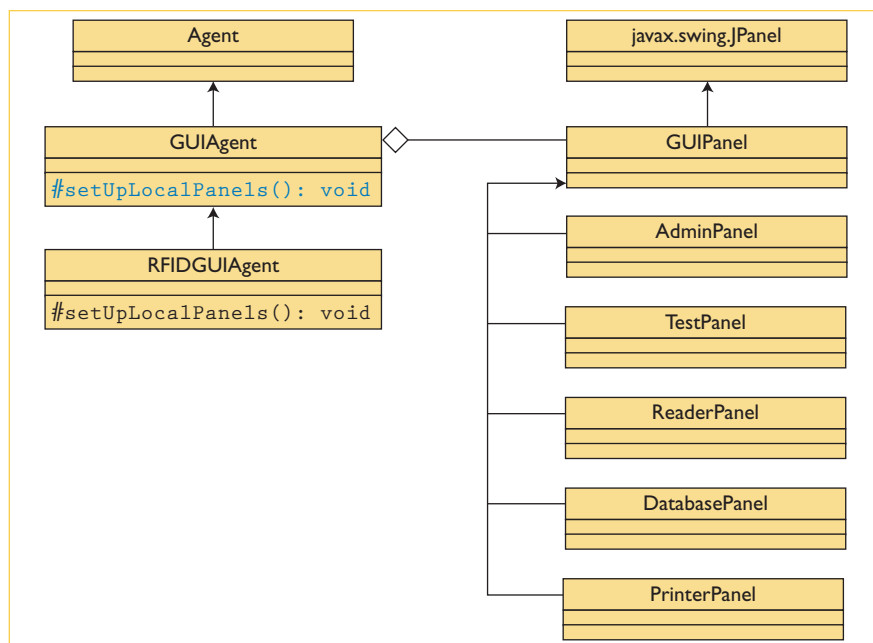 Agent
javax.swing.JPanel
GUIAgent
#setUpLocalPanels(): void
GUIPanel
RFIDGUIAgent
#setUpLocalPanels(): void
AdminPanel
TestPanel
ReaderPanel
DatabasePanel
PrinterPanel